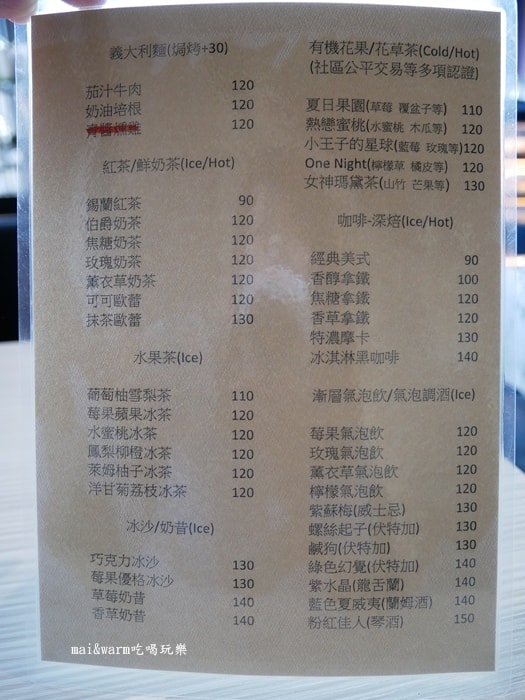 義大利麵(焗烤+30)
茄汁牛肉 120
奶油培根 120
青醬燻雞 120
紅茶/鮮奶茶(Ice/Hot)
錫蘭紅茶 90
伯爵奶茶 120
焦糖奶茶 120
玫瑰奶茶 120
薰衣草奶茶 120
可可歐蕾 120
抹茶歐蕾 130
水果茶(Ice)
葡萄柚雪梨茶 110
莓果蘋果冰茶 120
水蜜桃冰茶 120
鳳梨柳橙冰茶 120
萊姆柚子冰茶 120
洋甘菊荔枝冰茶 120
冰沙/奶昔(Ice)
巧克力冰沙 130
莓果優格冰沙 130
草莓奶昔 140
香草奶昔 140
有機花果/花草茶(Cold/Hot)
(社區公平交易等多項認證)
夏日果園(草莓 覆盆子等) 110
熱戀蜜桃(水蜜桃 木瓜等) 120
小王子的星球(藍莓 玫瑰等)120
One Night(檸檬草 橘皮等) 120
女神瑪黛茶(山竹 芒果等) 130
咖啡-深焙(Ice/Hot)
經典美式 90
香醇拿鐵 100
焦糖拿鐵 120
香草拿鐵 120
特濃摩卡 130
冰淇淋黑咖啡 140
漸層氣泡飲/氣泡調酒(Ice)
莓果氣泡飲 120
玫瑰氣泡飲 120
薰衣草氣泡飲 120
檸檬氣泡飲 120
紫蘇梅(威士忌) 130
螺絲起子(伏特加) 130
鹹狗(伏特加) 130
綠色幻覺(伏特加) 140
紫水晶(龍舌蘭) 140
藍色夏威夷(蘭姆酒) 140
粉紅佳人(琴酒) 150
mai&warm吃喝玩樂